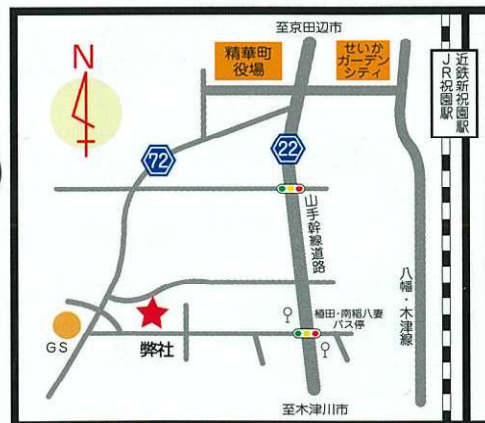 至京田辺市
精華町
役場
せいか
ガーデン
シティ
近鉄新祝園駅
JR祝園駅
N
72
22
山手幹線道路
八幡・木津線
植田・南稲八妻
バス停
GS
弊社
至木津川市